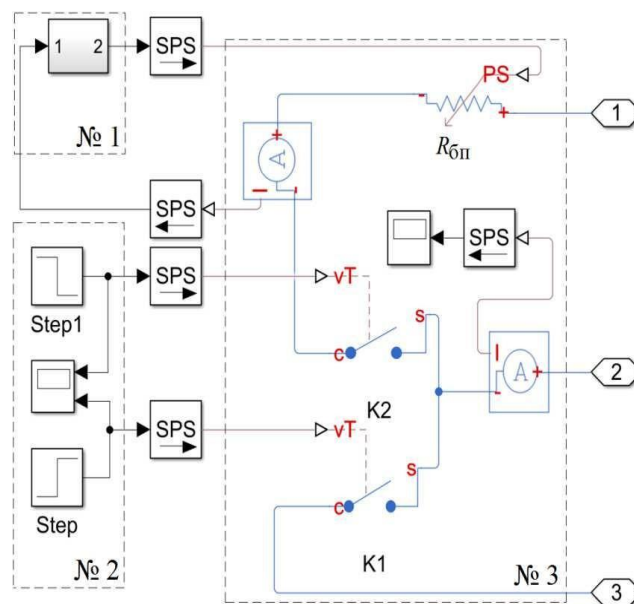 1 2
SPS
PS
1
№ 1
R бп
+
-
+
A
I
-
SPS
SPS
Step1
SPS
vT
s
c
K2
I
A
+
-
2
SPS
vT
s
c
Step
K1
№ 2
№ 3
3